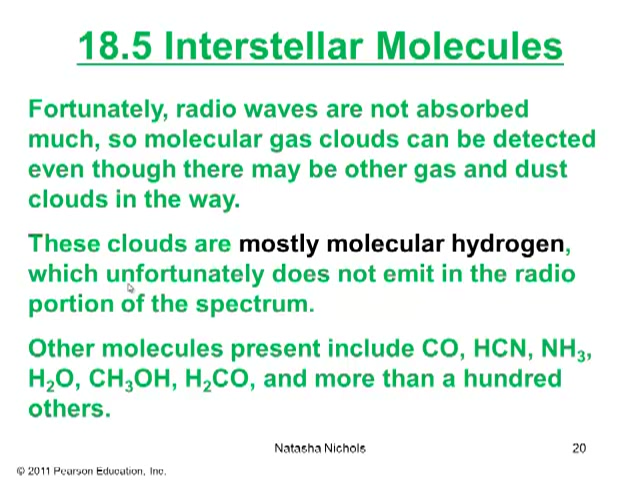 18.5 Interstellar Molecules
Fortunately, radio waves are not absorbed
much, so molecular gas clouds can be detected
even though there may be other gas and dust
clouds in the way.
These clouds are mostly molecular hydrogen,
which unfortunately does not emit in the radio
portion of the spectrum.
Other molecules present include CO, HCN, NH₃,
H₂O, CH₃OH, H₂CO, and more than a hundred
others.
Natasha Nichols
20
© 2011 Pearson Education, Inc.